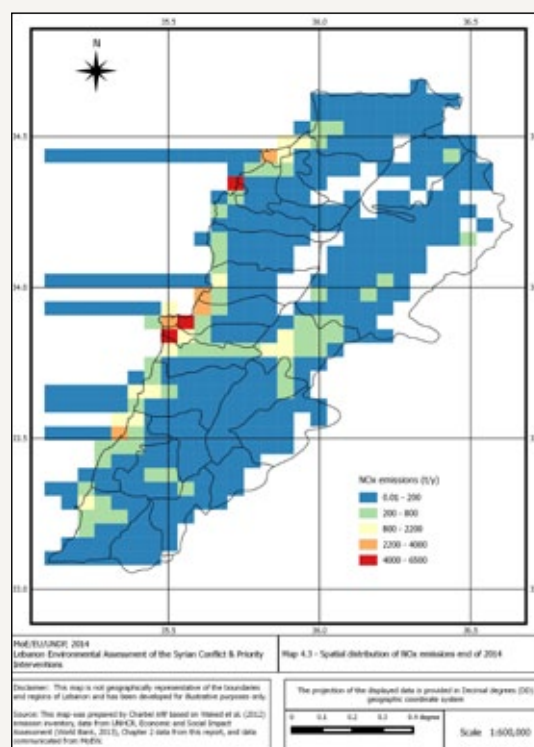 35.5 36.0 36.5
N
34.5
34.0
33.5
33.0
NOx emissions (t/y)
0.01 - 200
200 - 800
800 - 2200
2200 - 4000
4000 - 6500
35.5 36.0 36.5
MoE/EU/UNDP, 2014
Lebanon Environmental Assessment of the Syrian Conflict & Priority
Interventions
Map 4.3 - Spatial distribution of NOx emissions end of 2014
Disclaimer: This map is not geographically representative of the boundaries
and regions of Lebanon and has been developed for illustrative purposes only.
Source: This map was prepared by Charbel Afif based on Waked et al. (2012)
emission inventory, data from UNHCR, Economic and Social Impact
Assessment (World Bank, 2013), Chapter 2 data from this report, and data
communicated from MoEW.
The projection of the displayed data is provided in Decimal degrees (DD)
geographic coordinate system
0 0.1 0.2 0.3 0.4 degree
Scale 1:600,000